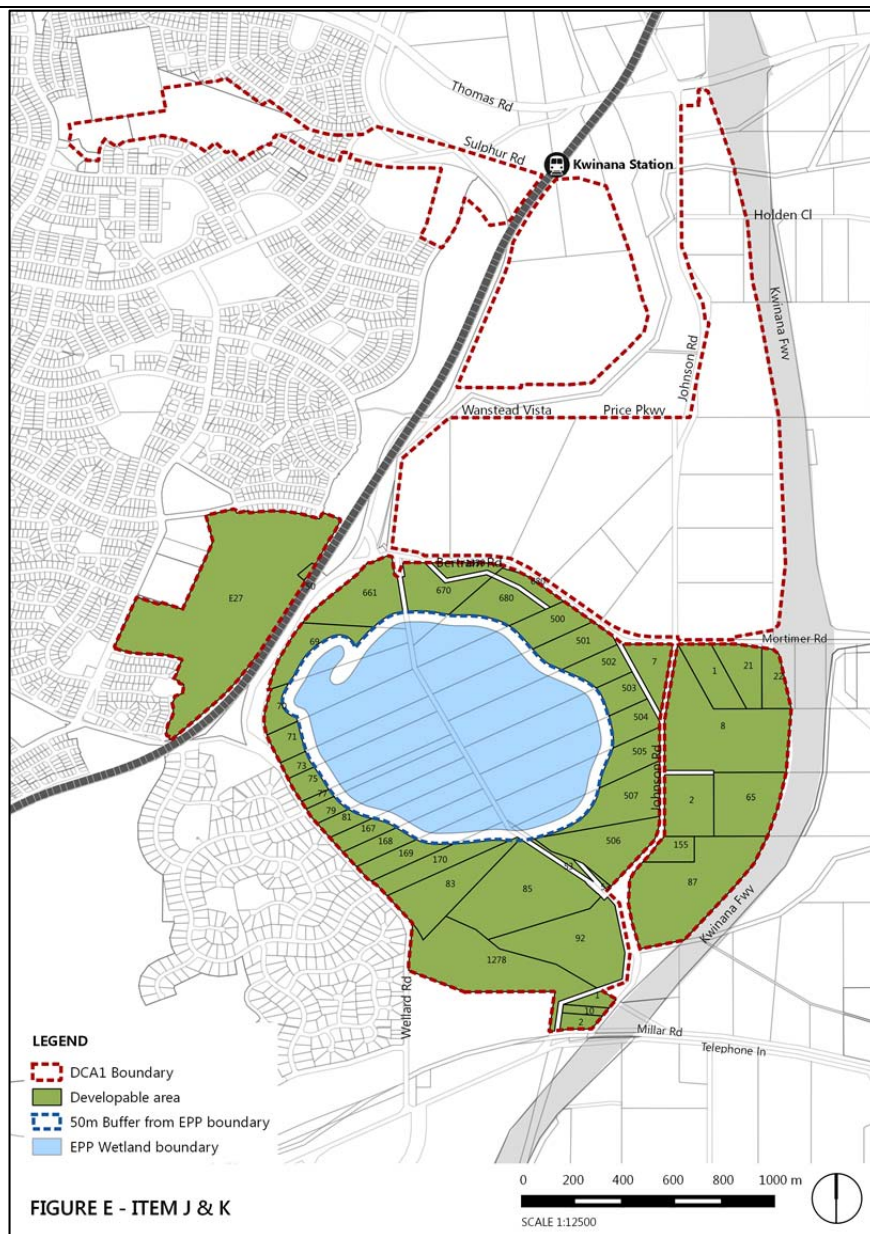 Thomas Rd
Sulphur Rd
Kwinana Station
Holden Cl
Kwinana Fwy
Johnson Rd
Wanstead Vista
Price Pkwy
Bertram Rd
E27
661
670
680
500
501
502
7
Mortimer Rd
1
21
22
69
503
504
8
71
505
73
75
77
79
81
507
Johnson Rd
2
65
167
168
169
170
506
155
53
83
85
87
92
Kwinana Fwy
1278
Wellard Rd
1
10
2
Millar Rd
Telephone ln
LEGEND
DCA1 Boundary
Developable area
50m Buffer from EPP boundary
EPP Wetland boundary
FIGURE E - ITEM J & K
0 200 400 600 800 1000 m
SCALE 1:12500